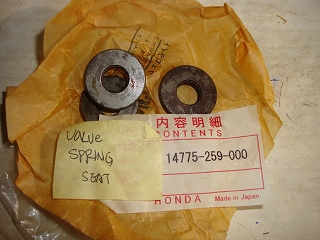 内容明細
CONTENTS
14775-259-000
HONDA Made in Japan
VALVE
SPRING
SEAT